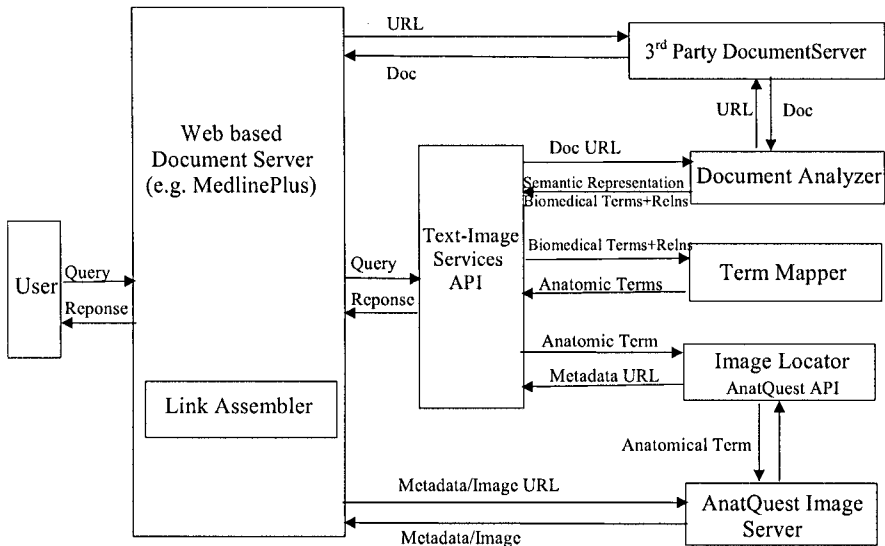 URL
3rd Party DocumentServer
Doc
URL
Doc
Web based
Document Server
(e.g. MedlinePlus)
Doc URL
Document Analyzer
Semantic Representation
Biomedical Terms+Relns
Text-Image
Services
API
Biomedical Terms+Relns
Term Mapper
Anatomic Terms
User
Query
Reponse
Query
Reponse
Anatomic Term
Image Locator
AnatQuest API
Metadata URL
Link Assembler
Anatomical Term
Metadata/Image URL
AnatQuest Image
Server
Metadata/Image